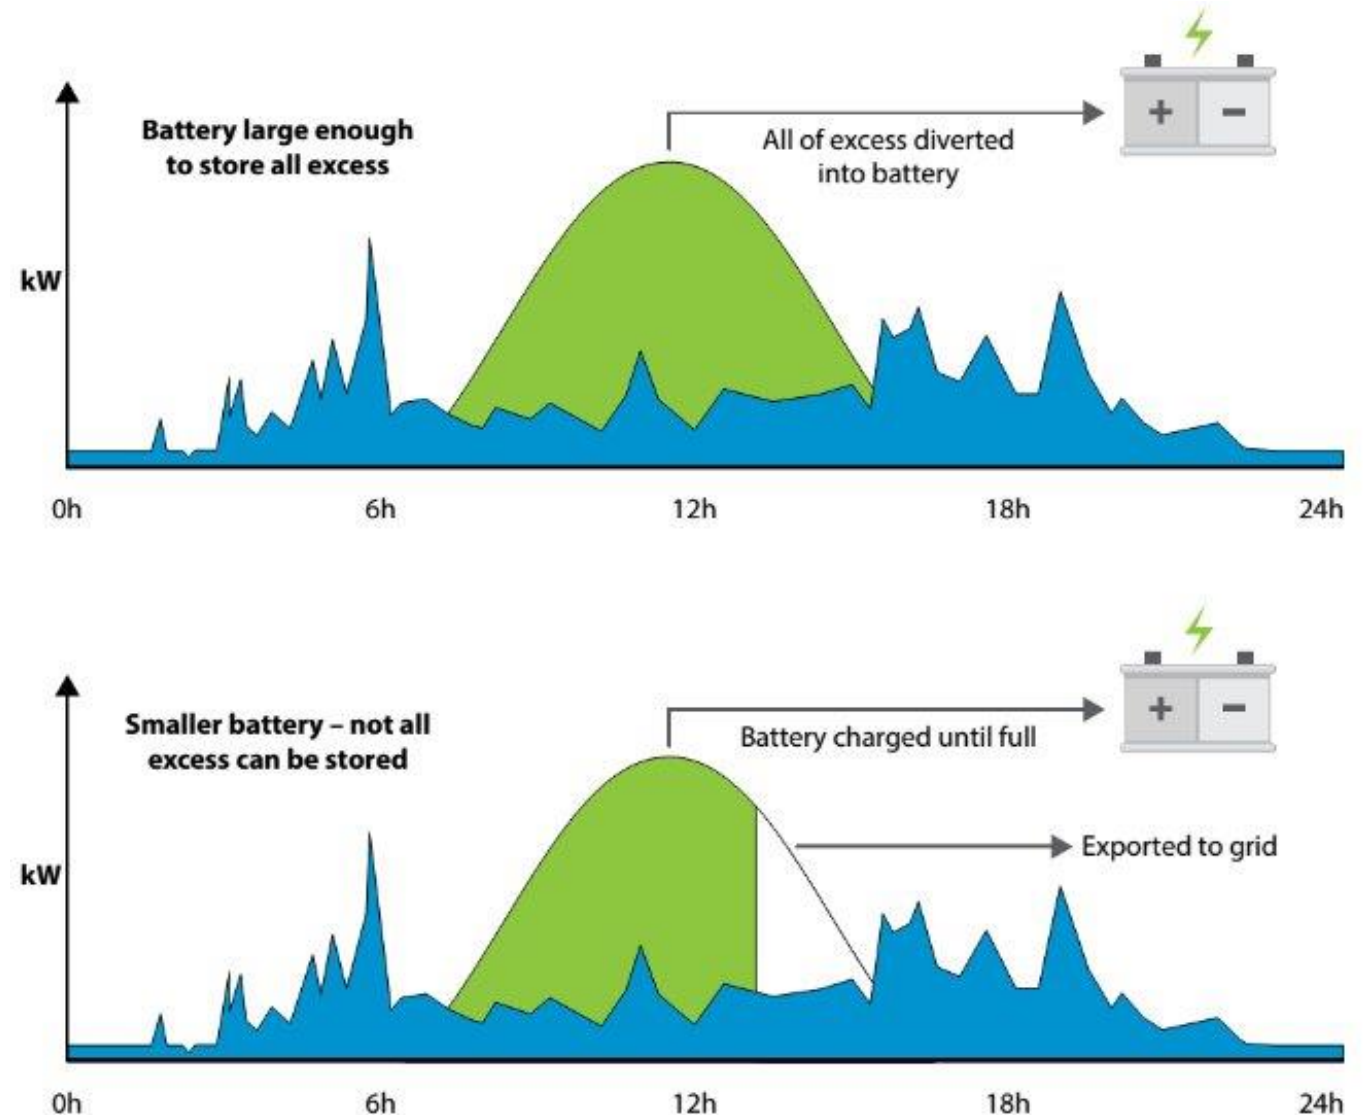 Battery large enough
to store all excess
All of excess diverted
into battery
+ −
kW
0h 6h 12h 18h 24h
Smaller battery – not all
excess can be stored
Battery charged until full
+ −
Exported to grid
kW
0h 6h 12h 18h 24h